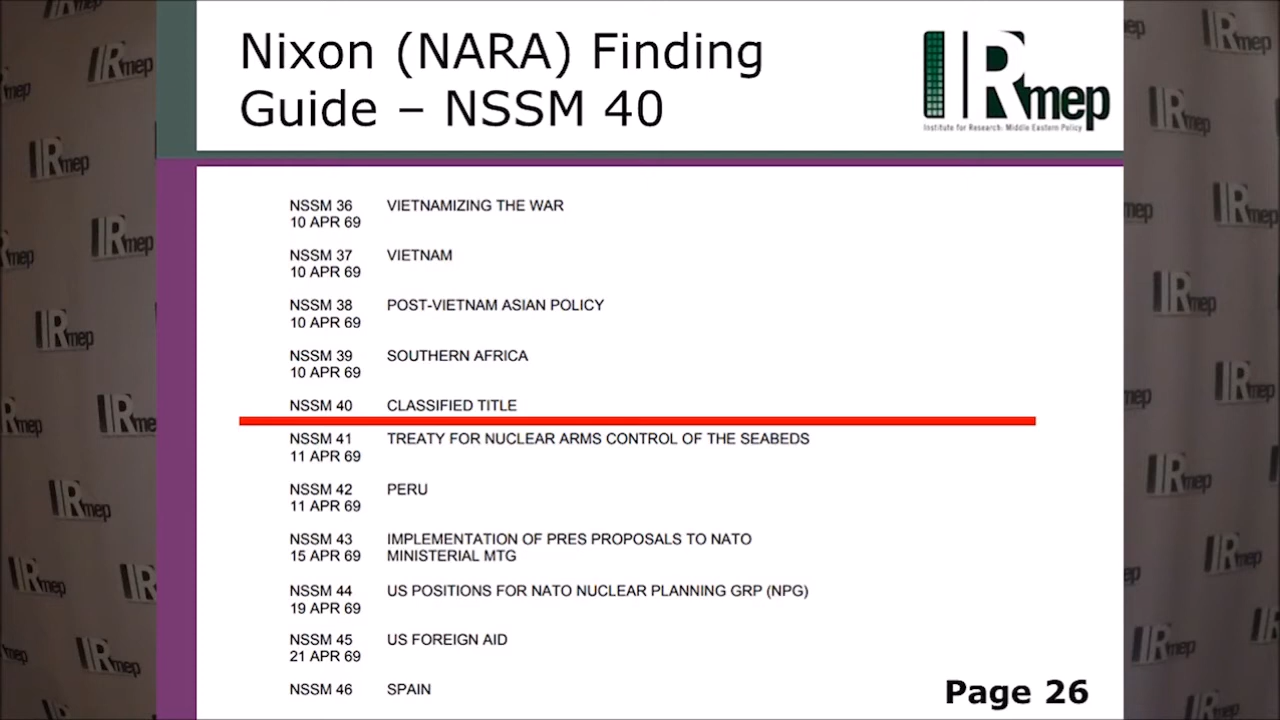 Nixon (NARA) Finding
Guide – NSSM 40
IRmep
Institute for Research: Middle Eastern Policy
NSSM 36 VIETNAMIZING THE WAR
10 APR 69
NSSM 37 VIETNAM
10 APR 69
NSSM 38 POST-VIETNAM ASIAN POLICY
10 APR 69
NSSM 39 SOUTHERN AFRICA
10 APR 69
NSSM 40 CLASSIFIED TITLE
NSSM 41 TREATY FOR NUCLEAR ARMS CONTROL OF THE SEABEDS
11 APR 69
NSSM 42 PERU
11 APR 69
NSSM 43 IMPLEMENTATION OF PRES PROPOSALS TO NATO
15 APR 69 MINISTERIAL MTG
NSSM 44 US POSITIONS FOR NATO NUCLEAR PLANNING GRP (NPG)
19 APR 69
NSSM 45 US FOREIGN AID
21 APR 69
NSSM 46 SPAIN
Page 26